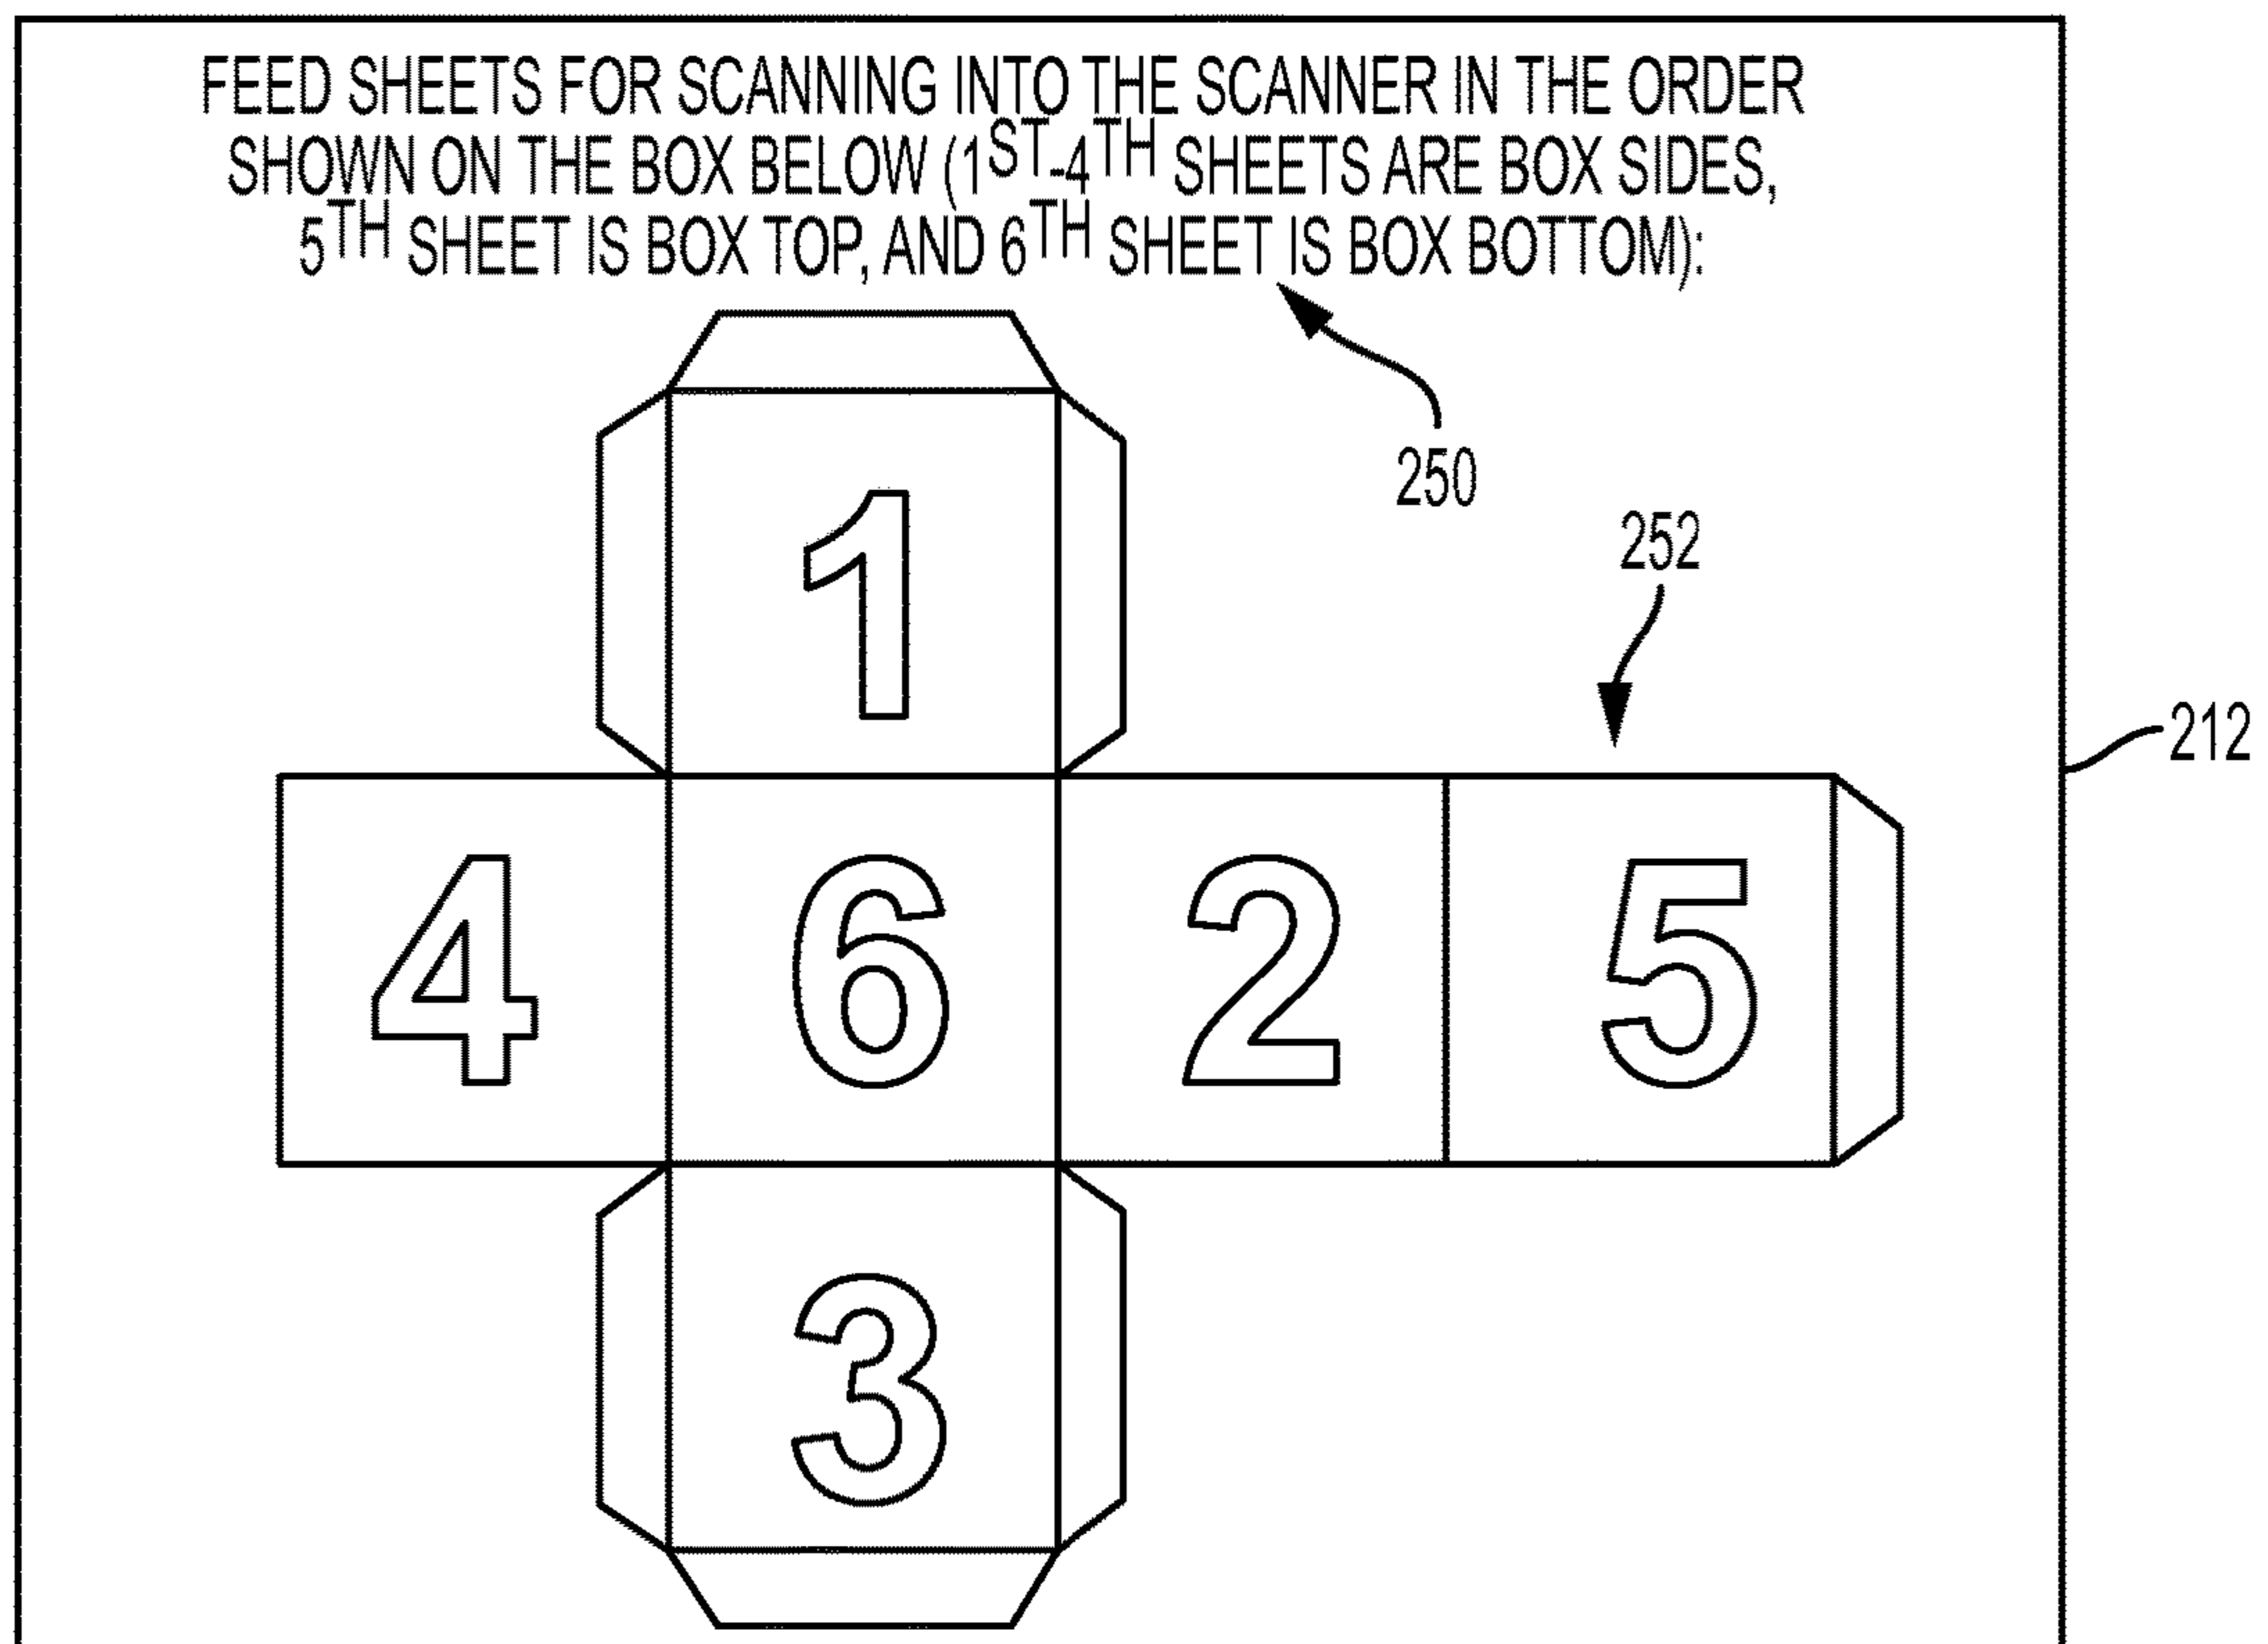 FEED SHEETS FOR SCANNING INTO THE SCANNER IN THE ORDER
SHOWN ON THE BOX BELOW (1ST-4TH SHEETS ARE BOX SIDES,
5TH SHEET IS BOX TOP, AND 6TH SHEET IS BOX BOTTOM):
250
1
252
212
4 6 2 5
3